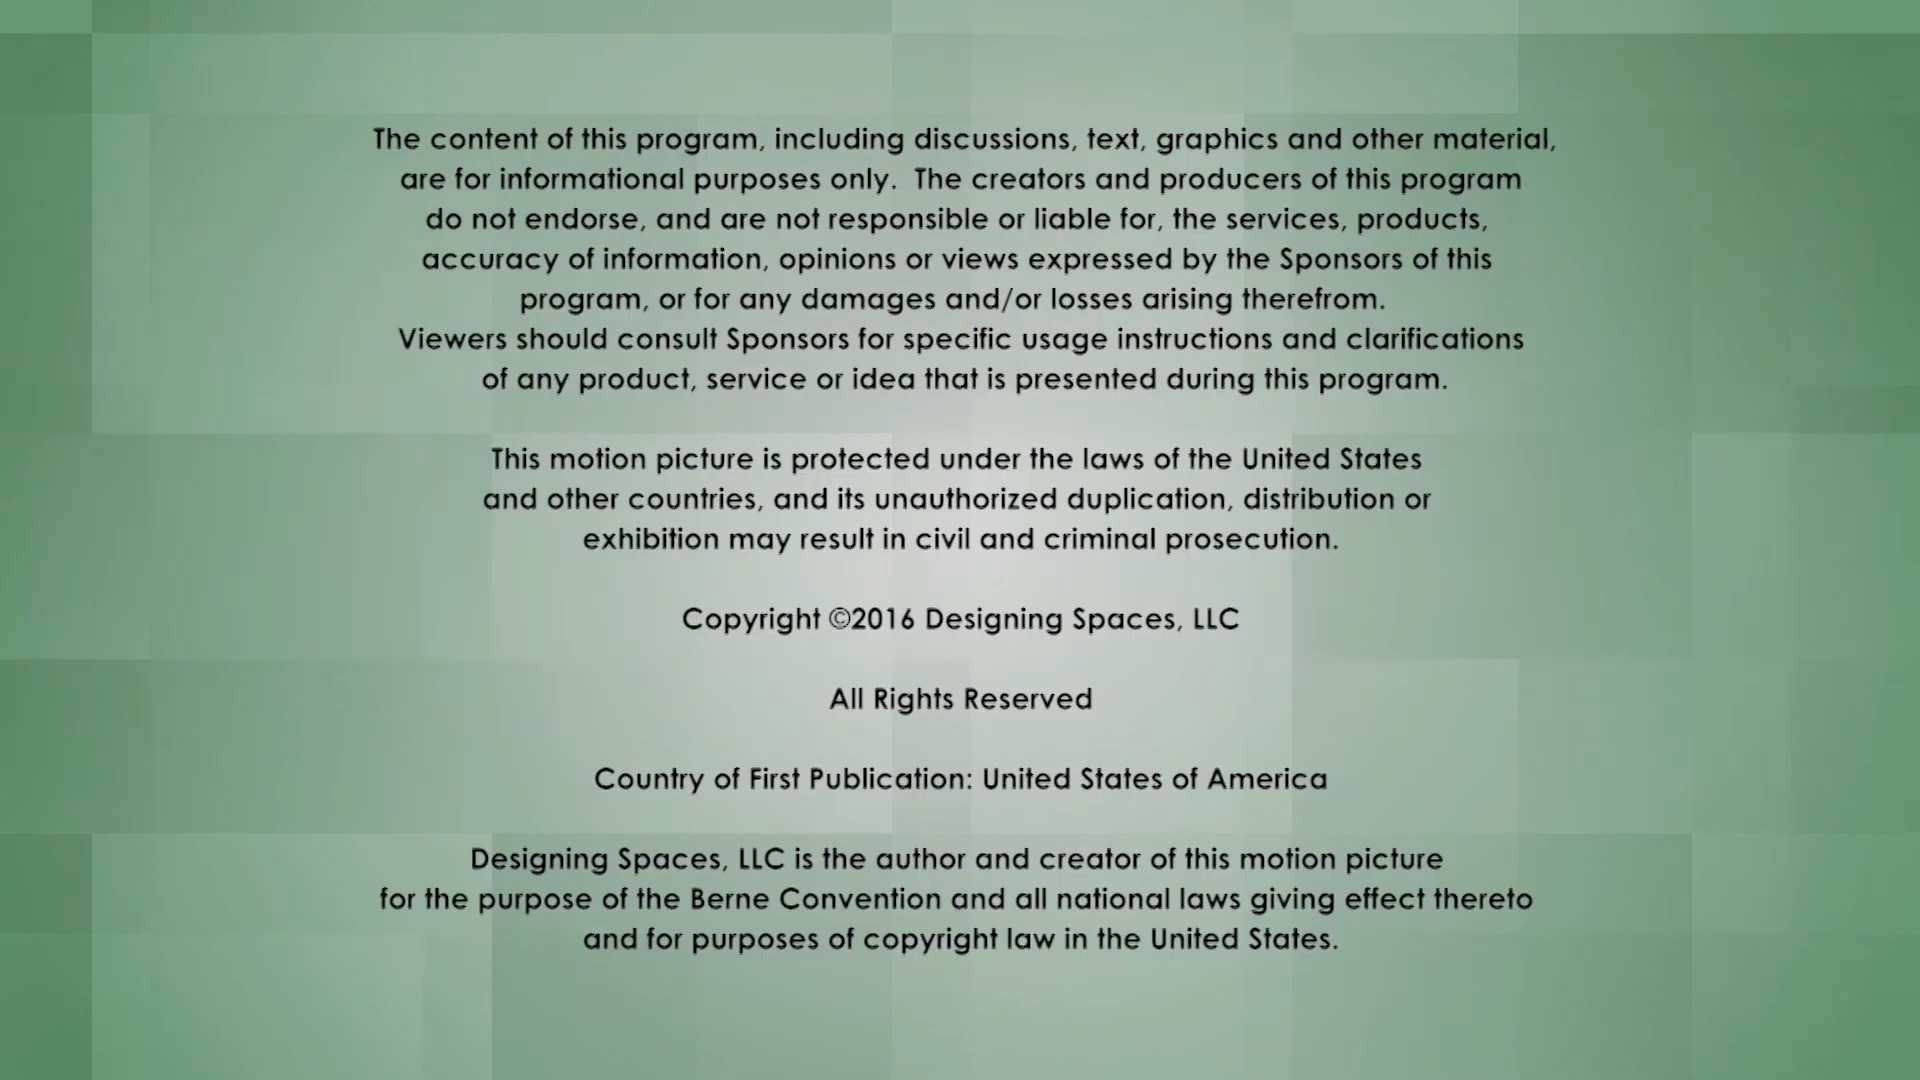 The content of this program, including discussions, text, graphics and other material,
are for informational purposes only.  The creators and producers of this program
do not endorse, and are not responsible or liable for, the services, products,
accuracy of information, opinions or views expressed by the Sponsors of this
program, or for any damages and/or losses arising therefrom.
Viewers should consult Sponsors for specific usage instructions and clarifications
of any product, service or idea that is presented during this program.
This motion picture is protected under the laws of the United States
and other countries, and its unauthorized duplication, distribution or
exhibition may result in civil and criminal prosecution.
Copyright ©2016 Designing Spaces, LLC
All Rights Reserved
Country of First Publication: United States of America
Designing Spaces, LLC is the author and creator of this motion picture
for the purpose of the Berne Convention and all national laws giving effect thereto
and for purposes of copyright law in the United States.